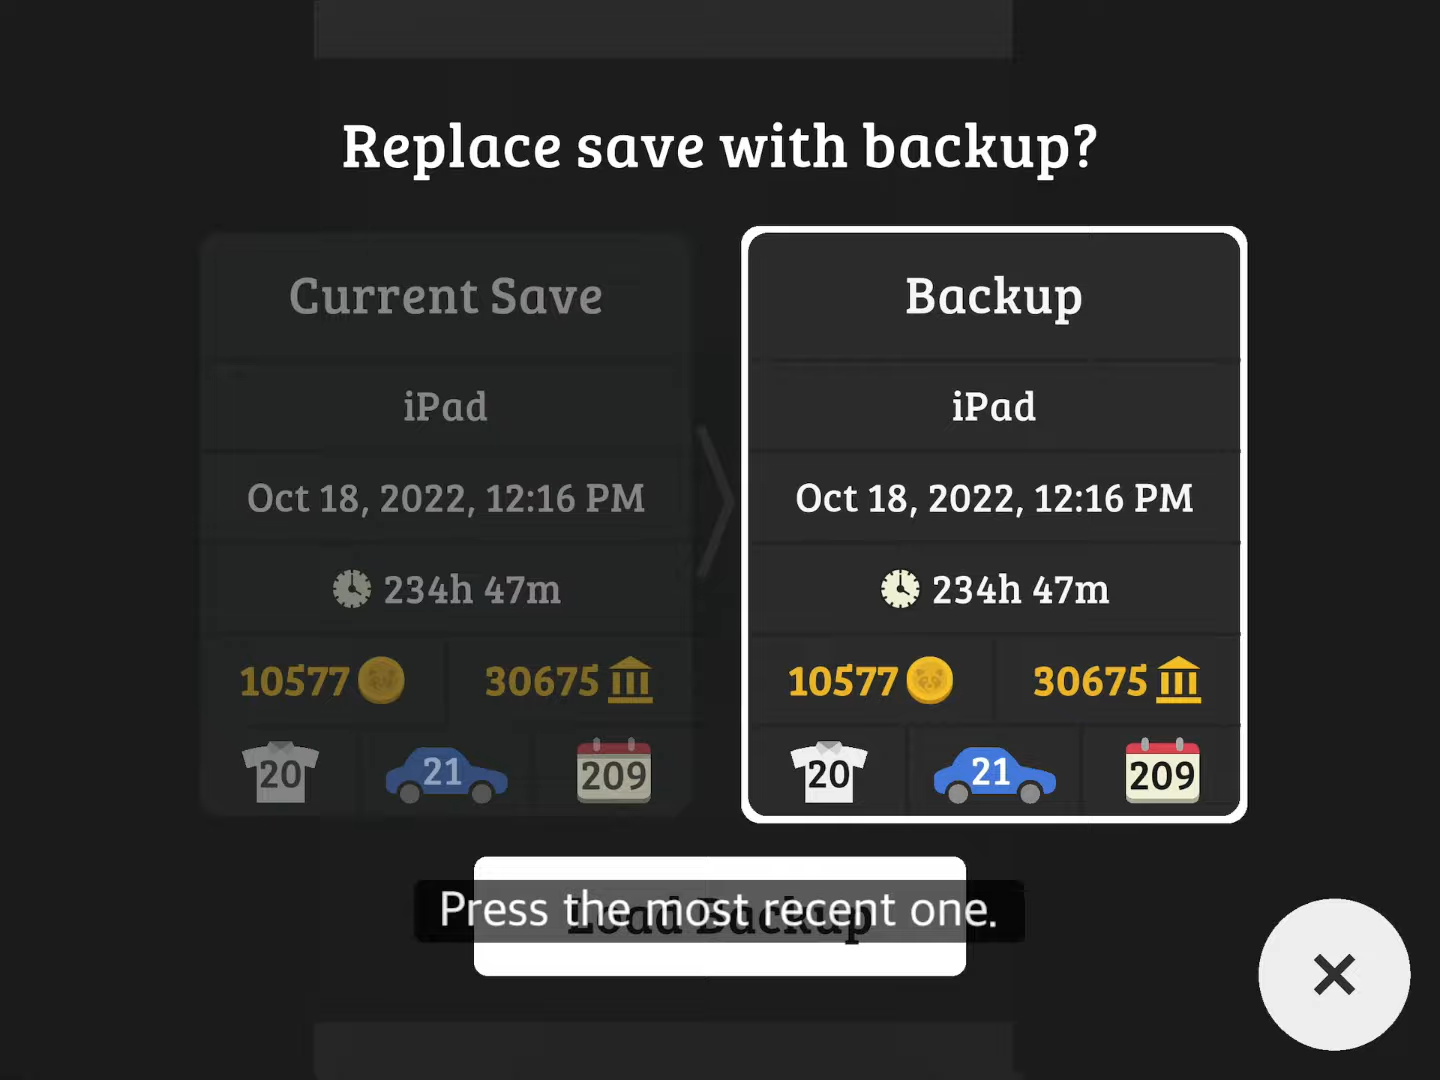 Replace save with backup?
Current Save
iPad
Oct 18, 2022, 12:16 PM
234h 47m
10577 30675
20 21 209
Backup
iPad
Oct 18, 2022, 12:16 PM
234h 47m
10577 30675
20 21 209
Load Backup
Press the most recent one.